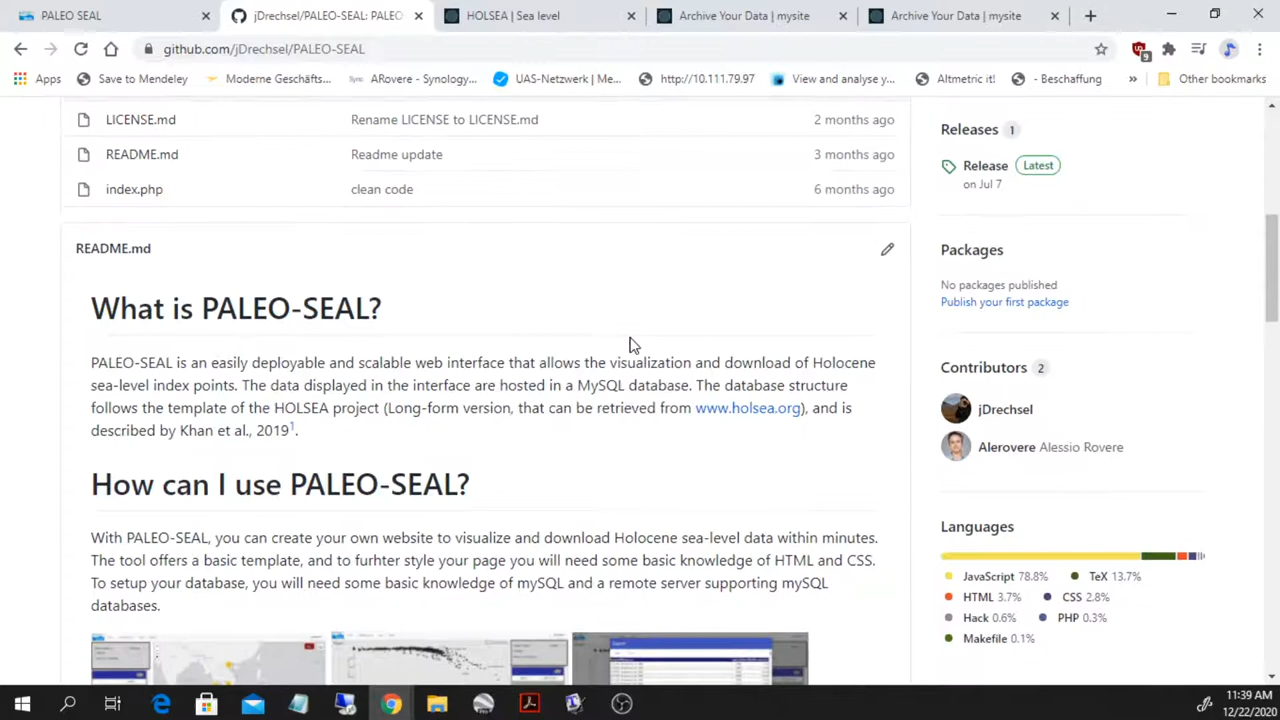 PALEO SEAL
jDrechsel/PALEO-SEAL: PALEO
HOLSEA | Sea level
Archive Your Data | mysite
Archive Your Data | mysite
github.com/jDrechsel/PALEO-SEAL
9
Apps
Save to Mendeley
Moderne Geschäfts...
ARovere - Synology...
UAS-Netzwerk | Me...
http://10.111.79.97
View and analyse y...
Altmetric it!
- Beschaffung
»
Other bookmarks
LICENSE.md Rename LICENSE to LICENSE.md 2 months ago
README.md Readme update 3 months ago
index.php clean code 6 months ago
README.md
What is PALEO-SEAL?
PALEO-SEAL is an easily deployable and scalable web interface that allows the visualization and download of Holocene
sea-level index points. The data displayed in the interface are hosted in a MySQL database. The database structure
follows the template of the HOLSEA project (Long-form version, that can be retrieved from www.holsea.org), and is
described by Khan et al., 2019¹.
How can I use PALEO-SEAL?
With PALEO-SEAL, you can create your own website to visualize and download Holocene sea-level data within minutes.
The tool offers a basic template, and to furhter style your page you will need some basic knowledge of HTML and CSS.
To setup your database, you will need some basic knowledge of mySQL and a remote server supporting mySQL
databases.
Releases 1
Release Latest
on Jul 7
Packages
No packages published
Publish your first package
Contributors 2
jDrechsel
Alerovere Alessio Rovere
Languages
JavaScript 78.8% TeX 13.7%
HTML 3.7% CSS 2.8%
Hack 0.6% PHP 0.3%
Makefile 0.1%
11:39 AM
12/22/2020